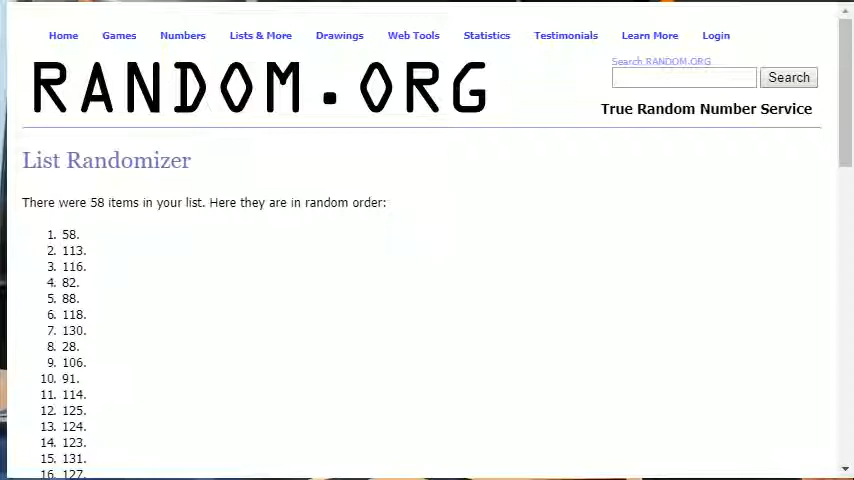 Home Games Numbers Lists & More Drawings Web Tools Statistics Testimonials Learn More Login
RANDOM.ORG
Search RANDOM.ORG
Search
True Random Number Service
List Randomizer
There were 58 items in your list. Here they are in random order:
1. 58.
2. 113.
3. 116.
4. 82.
5. 88.
6. 118.
7. 130.
8. 28.
9. 106.
10. 91.
11. 114.
12. 125.
13. 124.
14. 123.
15. 131.
16. 127.